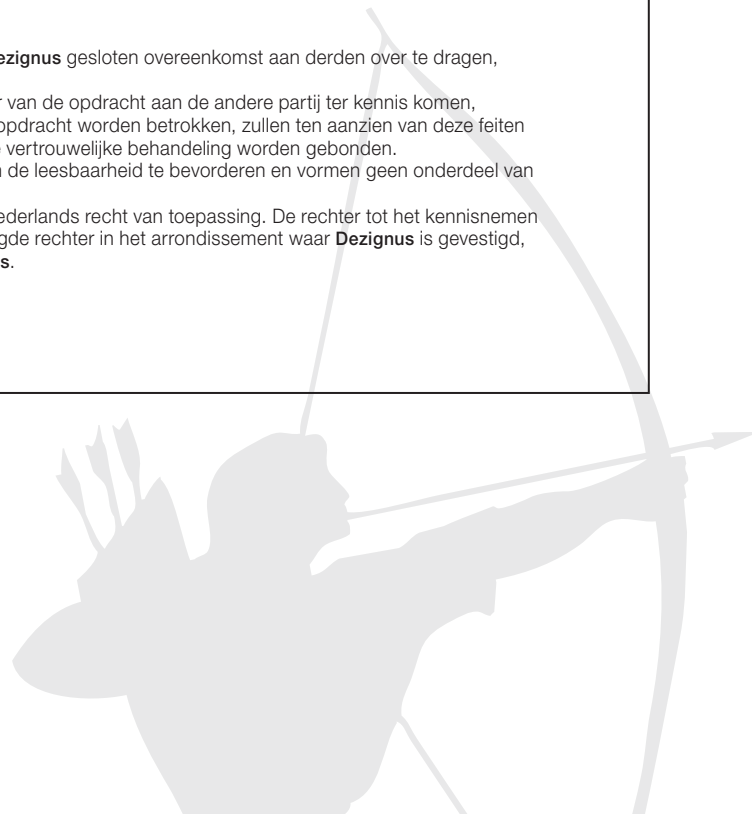 ezignus gesloten overeenkomst aan derden over te dragen,
van de opdracht aan de andere partij ter kennis komen,
opdracht worden betrokken, zullen ten aanzien van deze feiten
vertrouwelijke behandeling worden gebonden.
de leesbaarheid te bevorderen en vormen geen onderdeel van
ederlands recht van toepassing. De rechter tot het kennisnemen
gde rechter in het arrondissement waar Dezignus is gevestigd,
s.